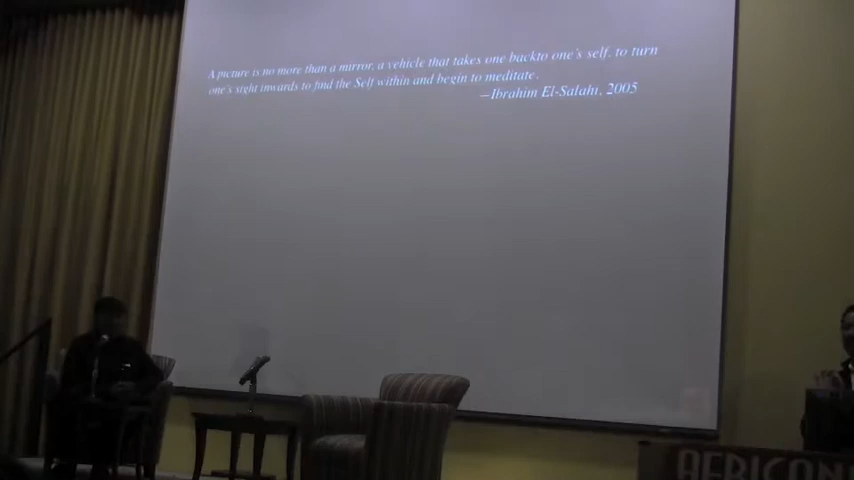 A picture is no more than a mirror, a vehicle that takes one backto one's self. to turn
one's sight inwards to find the Self within and begin to meditate.
—Ibrahim El-Salahi, 2005
AFRICANA